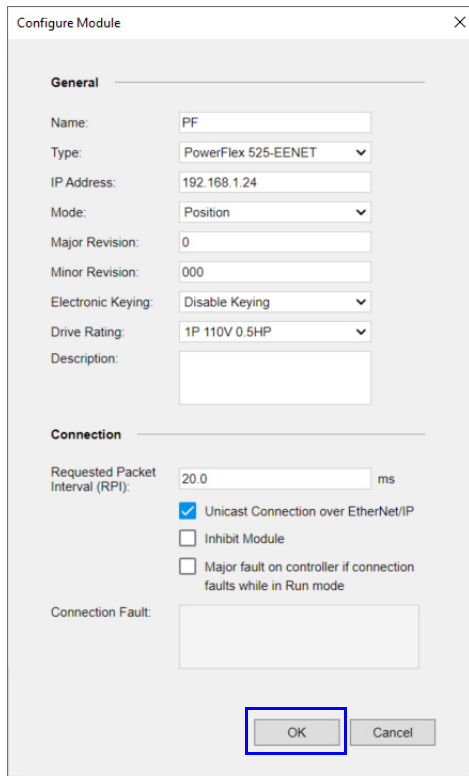 Configure Module
General
Name: PF
Type: PowerFlex 525-EENET
IP Address: 192.168.1.24
Mode: Position
Major Revision: 0
Minor Revision: 000
Electronic Keying: Disable Keying
Drive Rating: 1P 110V 0.5HP
Description:
Connection
Requested Packet
Interval (RPI): 20.0 ms
Unicast Connection over EtherNet/IP
Inhibit Module
Major fault on controller if connection
faults while in Run mode
Connection Fault:
OK Cancel